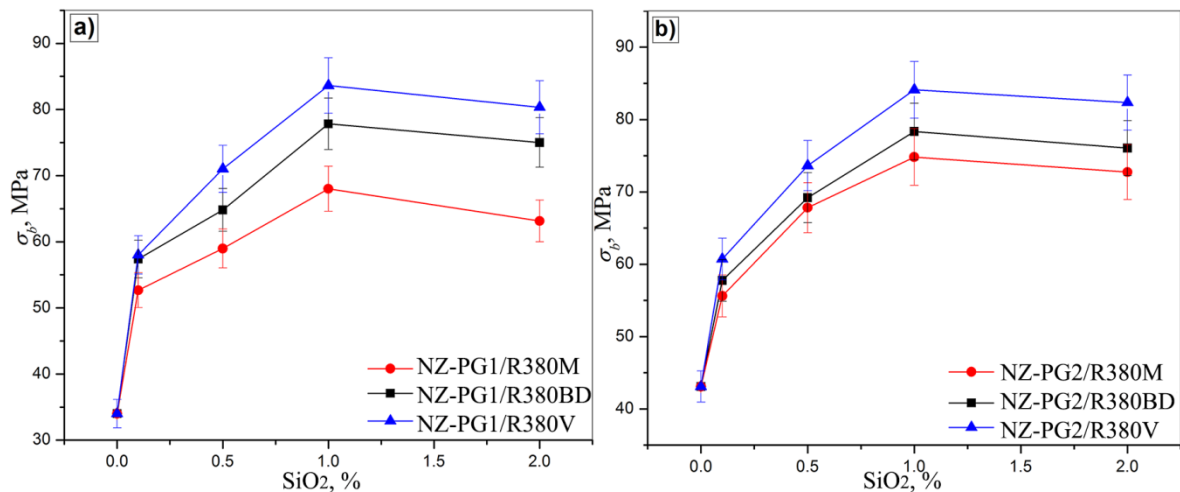 a)
90
80
70
60
50
40
30
σb, MPa
0.0 0.5 1.0 1.5 2.0
SiO2, %
NZ-PG1/R380M
NZ-PG1/R380BD
NZ-PG1/R380V
b)
90
80
70
60
50
40
σb, MPa
0.0 0.5 1.0 1.5 2.0
SiO2, %
NZ-PG2/R380M
NZ-PG2/R380BD
NZ-PG2/R380V